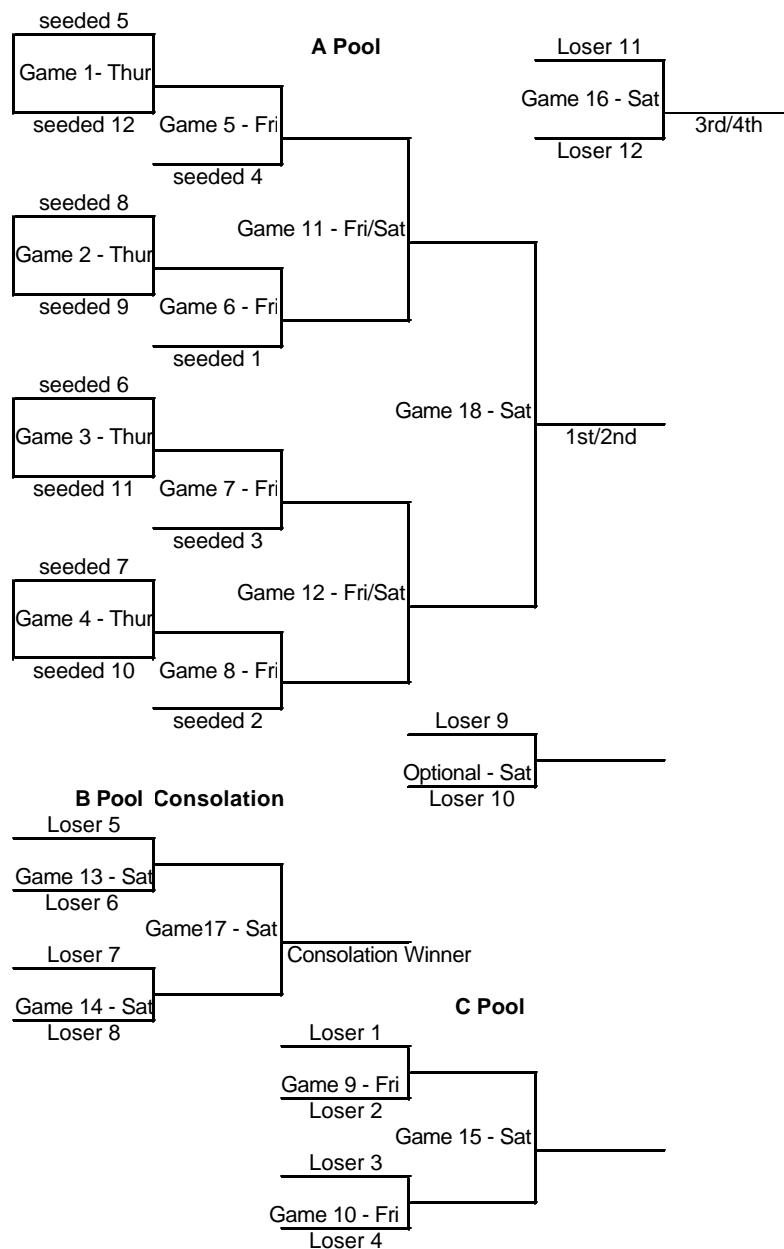 seeded 5
A Pool
Loser 11
Game 1- Thur
Game 16 - Sat
seeded 12
Game 5 - Fri
3rd/4th
Loser 12
seeded 4
seeded 8
Game 11 - Fri/Sat
Game 2 - Thur
seeded 9
Game 6 - Fri
seeded 1
seeded 6
Game 18 - Sat
Game 3 - Thur
1st/2nd
seeded 11
Game 7 - Fri
seeded 3
seeded 7
Game 12 - Fri/Sat
Game 4 - Thur
seeded 10
Game 8 - Fri
seeded 2
Loser 9
Optional - Sat
Loser 10
B Pool Consolation
Loser 5
Game 13 - Sat
Loser 6
Game17 - Sat
Loser 7
Consolation Winner
Game 14 - Sat
Loser 8
C Pool
Loser 1
Game 9 - Fri
Loser 2
Game 15 - Sat
Loser 3
Game 10 - Fri
Loser 4